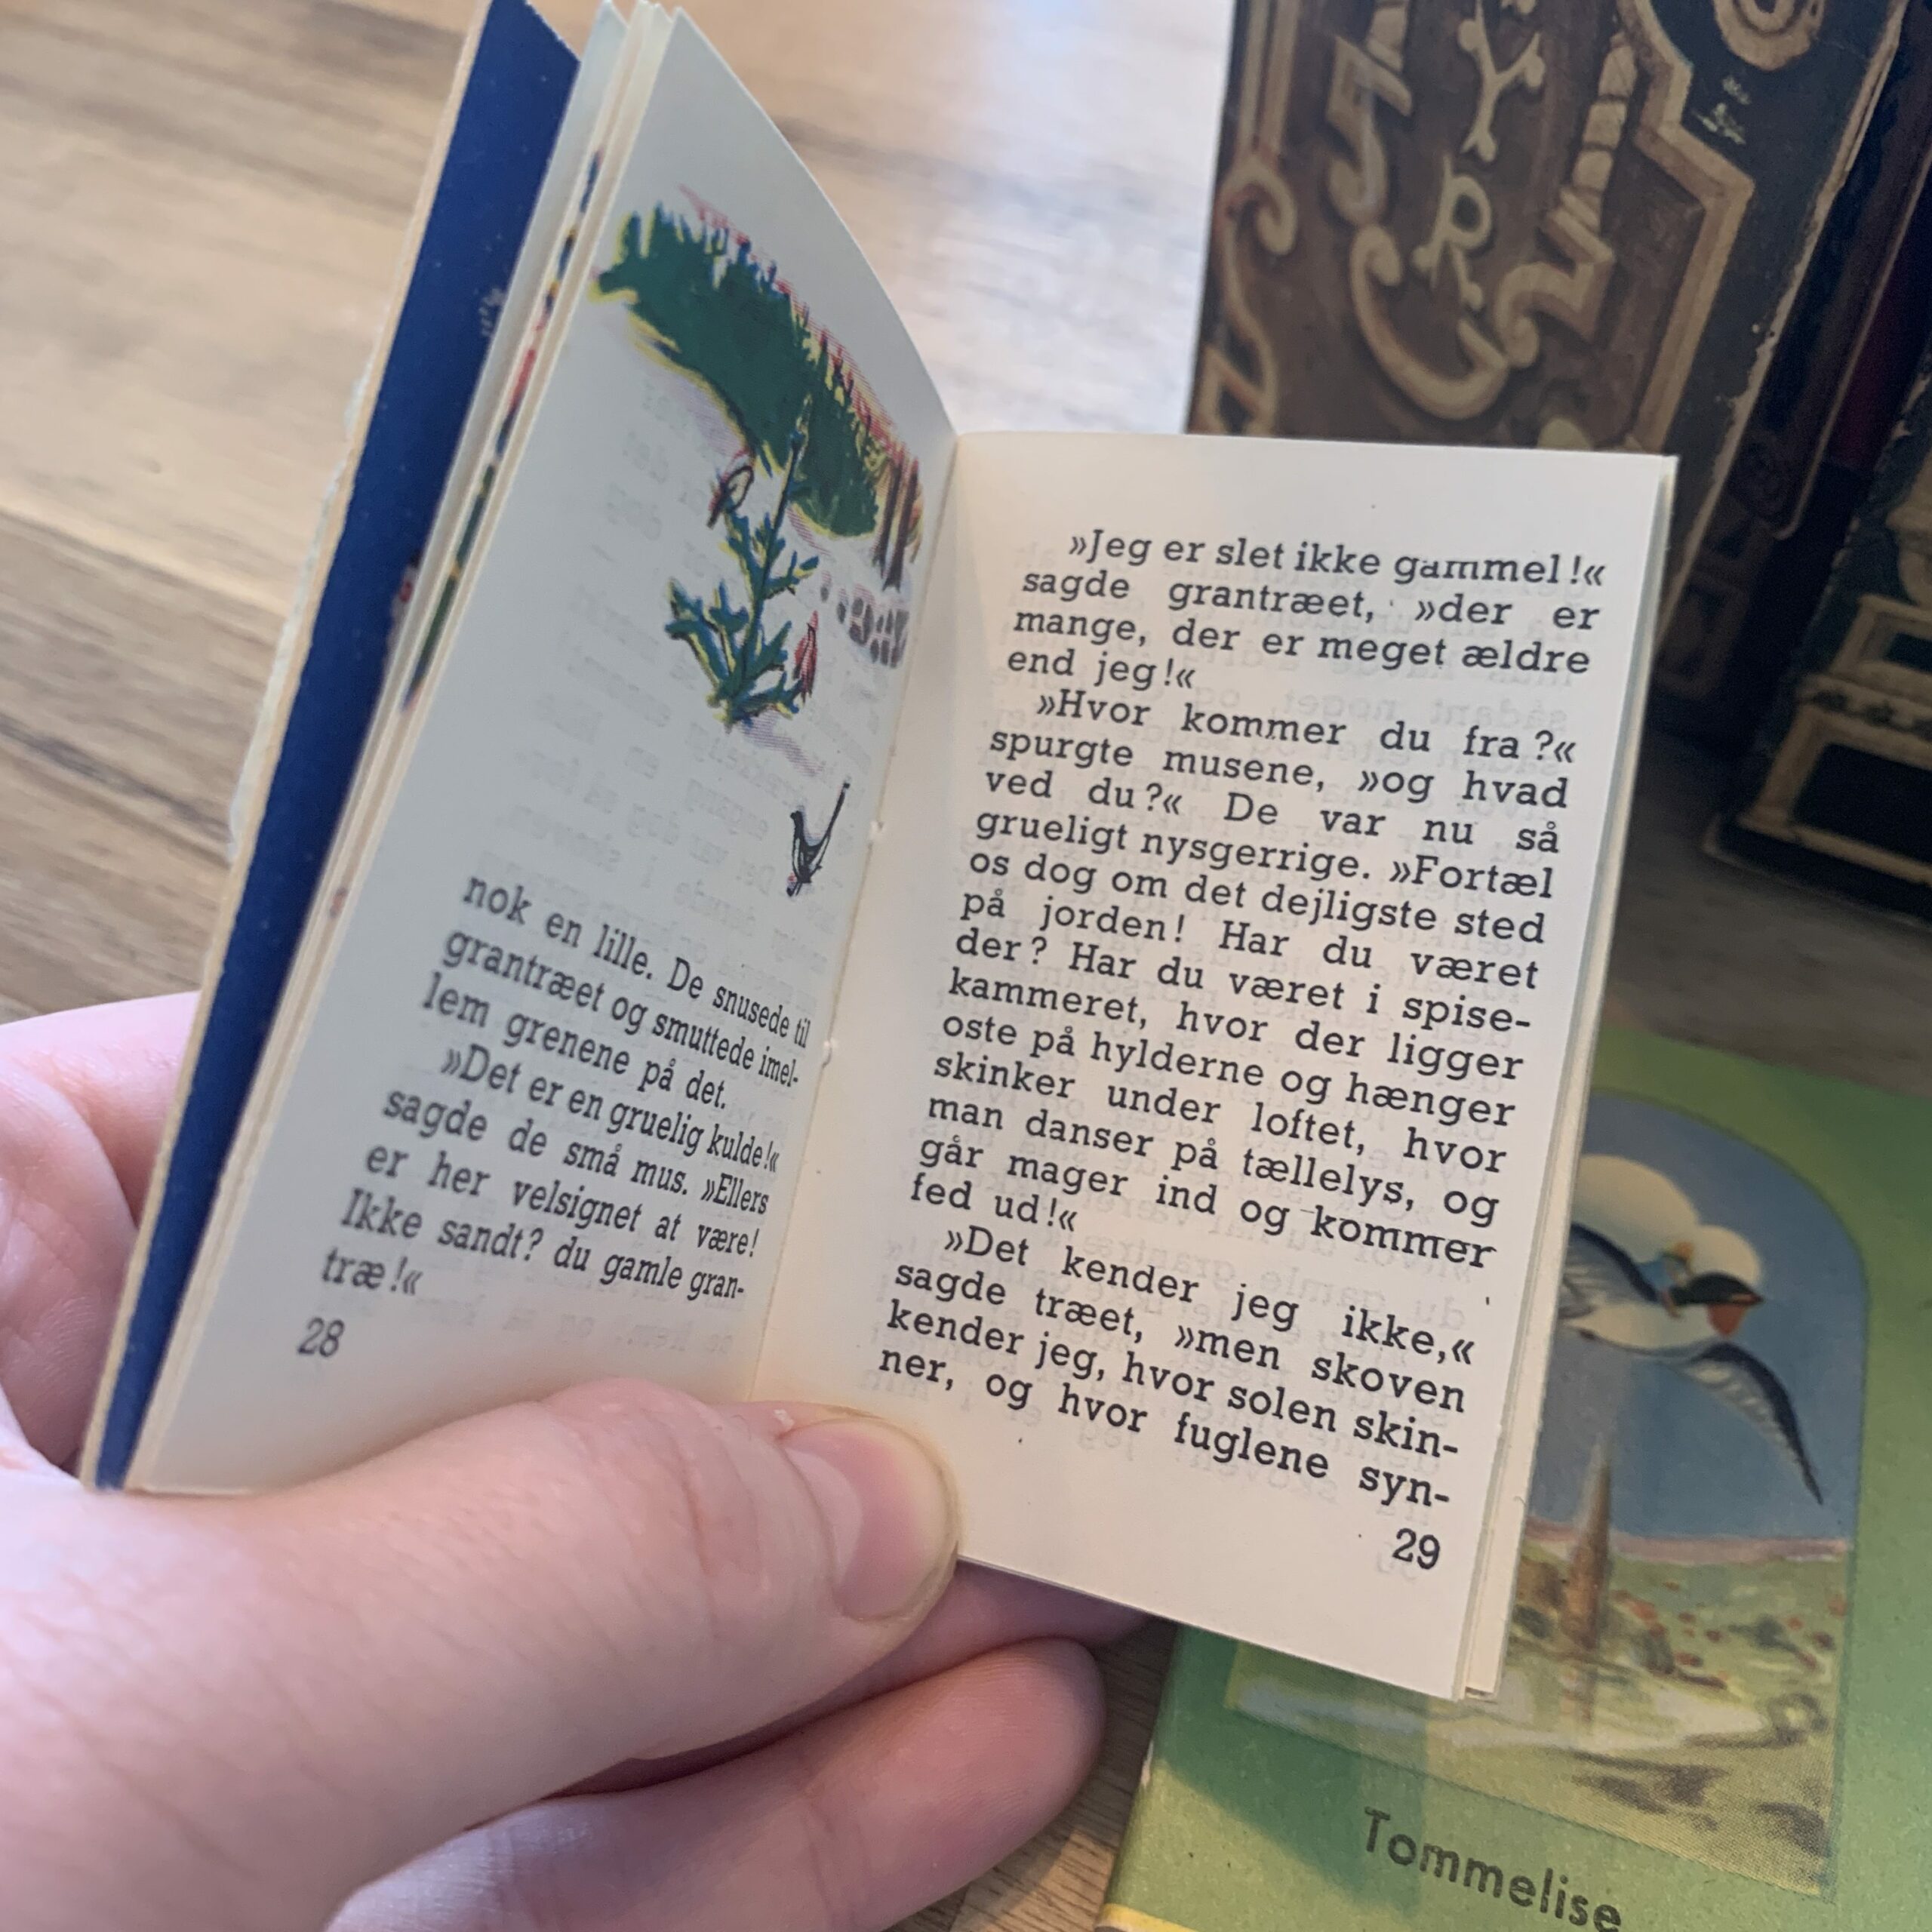 nok en lille. De snusede til
grantræet og smuttede imel-
lem grenene på det.
»Det er en gruelig kulde!«
sagde de små mus. »Ellers
er her velsignet at være!
Ikke sandt? du gamle gran-
træ!«
28
»Jeg er slet ikke gammel!«
sagde grantræet, »der er
mange, der er meget ældre
end jeg!«
»Hvor kommer du fra?«
spurgte musene, »og hvad
ved du?« De var nu så
grueligt nysgerrige. »Fortæl
os dog om det dejligste sted
på jorden! Har du været
der? Har du været i spise-
kammeret, hvor der ligger
oste på hylderne og hænger
skinker under loftet, hvor
man danser på tællelys, og
går mager ind og kommer
fed ud!«
»Det kender jeg ikke,«
sagde træet, »men skoven
kender jeg, hvor solen skin-
ner, og hvor fuglene syn-
29
Tommelise